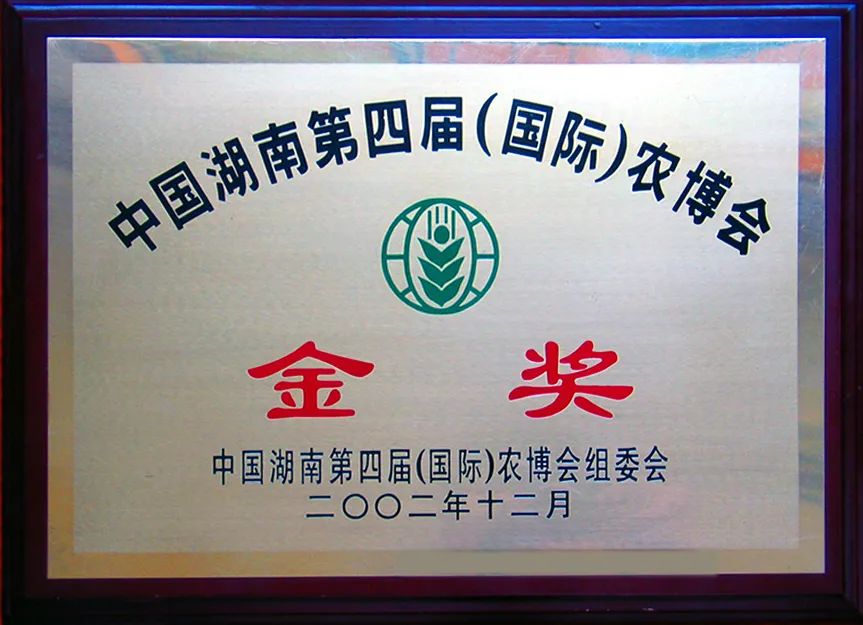 中国湖南第四届(国际)农博会
金奖
中国湖南第四届(国际)农博会组委会
二〇〇二年十二月